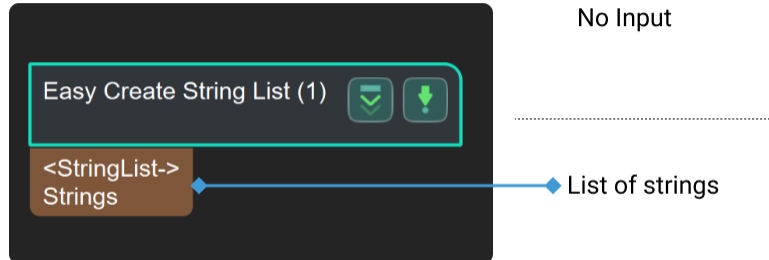 No Input
Easy Create String List (1)
<StringList->
Strings
List of strings